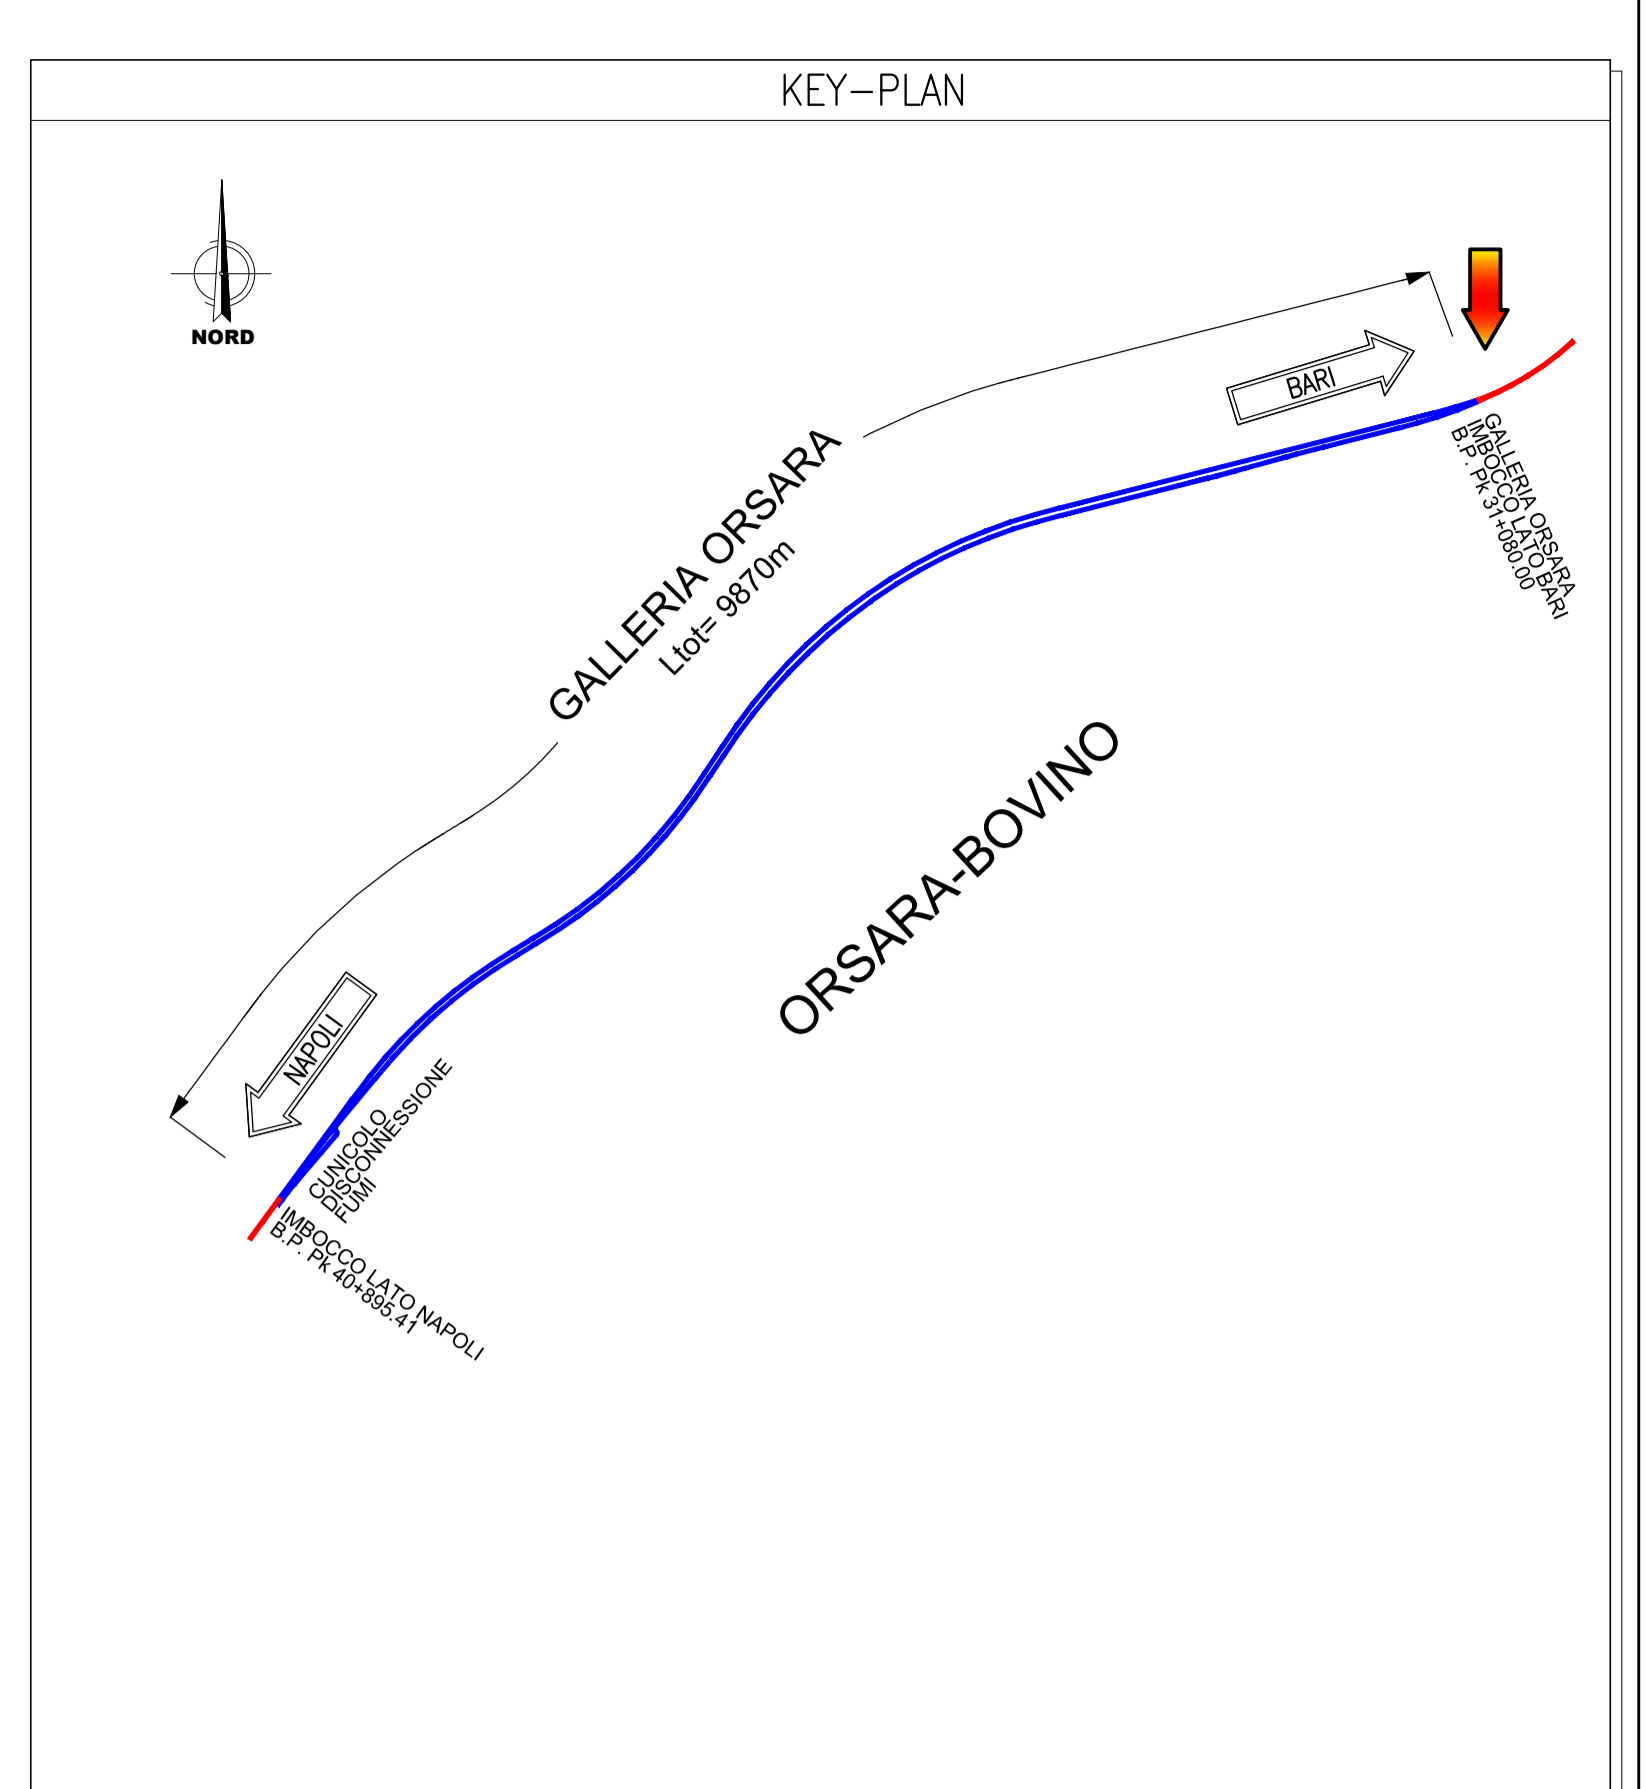 KEY-PLAN
NORD
BARI
GALLERIA ORSARA
Ltot= 9870m
GALLERIA ORSARA
IMBOCCO LATO BARI
B.P. Pk 31+080.00
ORSARA-BOVINO
NAPOLI
CUNICOLO
DISCONNESSIONE
FUMI
IMBOCCO LATO NAPOLI
B.P. Pk 40+895.41